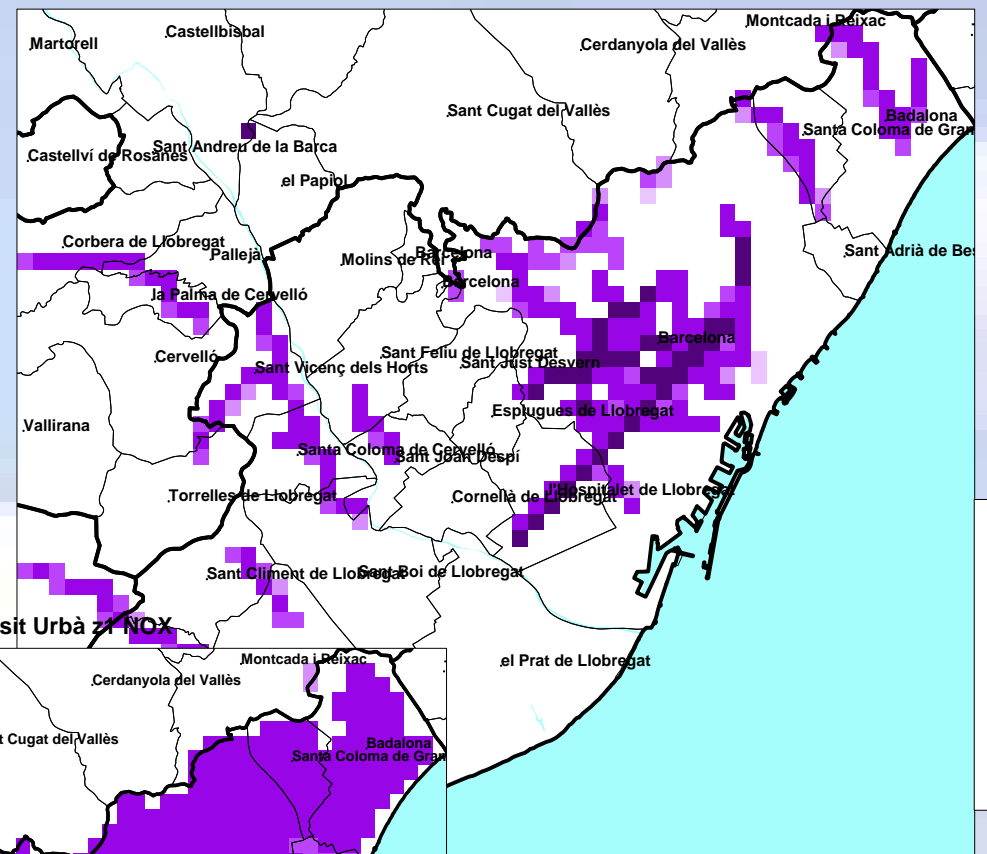 Montcada i Reixac
Castellbisbal
Martorell
Cerdanyola del Vallès
Sant Cugat del Vallès
Badalona
Santa Coloma de Gran
Sant Andreu de la Barca
Castellví de Rosanes
el Papiol
Corbera de Llobregat
Pallejà
Molins de Rei
Barcelona
Sant Adrià de Bes
Barcelona
la Palma de Cervelló
Barcelona
Cervelló
Sant Feliu de Llobregat
Sant Just Desvern
Sant Vicenç dels Horts
Esplugues de Llobregat
Vallirana
Santa Coloma de Cervelló
Sant Joan Despí
l'Hospitalet de Llobregat
Torrelles de Llobregat
Cornellà de Llobregat
Sant Climent de Llobregat
Sant Boi de Llobregat
sit Urbà z1 NOX
el Prat de Llobregat
Montcada i Reixac
Cerdanyola del Vallès
t Cugat del Vallès
Badalona
Santa Coloma de Gran